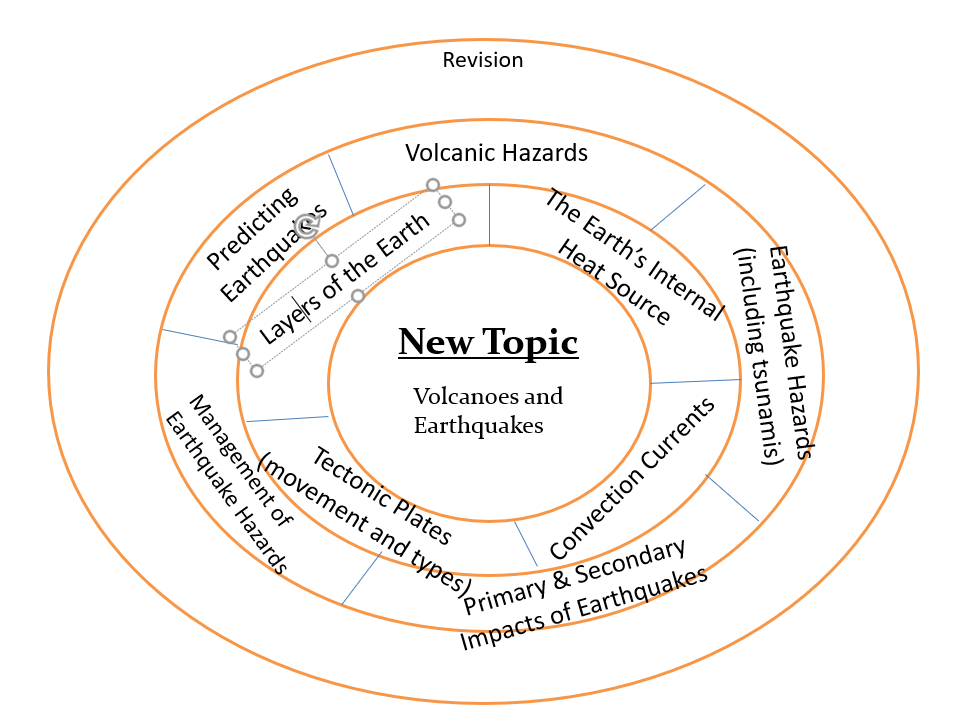 Revision
Volcanic Hazards
Predicting
Earthquakes
Layers of the Earth
The Earth’s Internal
Heat Source
Earthquake Hazards
(including tsunamis)
New Topic
Volcanoes and
Earthquakes
Management of
Earthquake Hazards
Tectonic Plates
(movement and types)
Convection Currents
Primary & Secondary
Impacts of Earthquakes